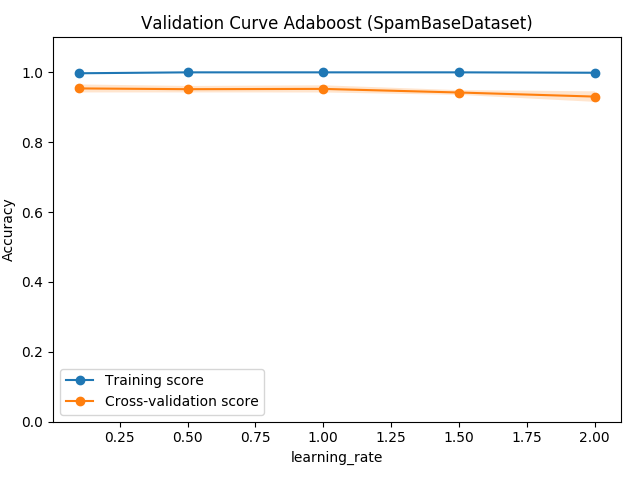 Validation Curve Adaboost (SpamBaseDataset)
Accuracy
1.0
0.8
0.6
0.4
0.2
0.0
Training score
Cross-validation score
0.25 0.50 0.75 1.00 1.25 1.50 1.75 2.00
learning_rate